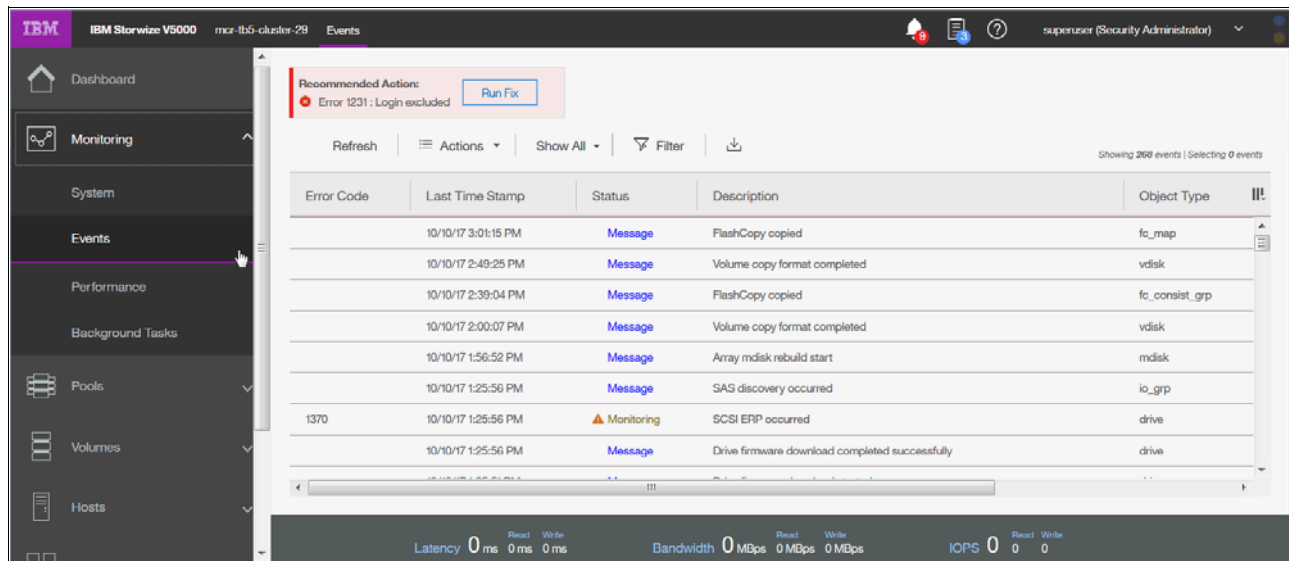 IBM IBM Storwize V5000 mcr-tb5-cluster-29 Events 9 3 ? superuser (Security Administrator)
Dashboard
Monitoring
System
Events
Performance
Background Tasks
Pools
Volumes
Hosts
Recommended Action:
Error 1231 : Login excluded
Run Fix
Refresh Actions Show All Filter
Showing 268 events | Selecting 0 events
Error Code Last Time Stamp Status Description Object Type
10/10/17 3:01:15 PM Message FlashCopy copied fc_map
10/10/17 2:49:25 PM Message Volume copy format completed vdisk
10/10/17 2:39:04 PM Message FlashCopy copied fc_consist_grp
10/10/17 2:00:07 PM Message Volume copy format completed vdisk
10/10/17 1:56:52 PM Message Array mdisk rebuild start mdisk
10/10/17 1:25:56 PM Message SAS discovery occurred io_grp
1370 10/10/17 1:25:56 PM Monitoring SCSI ERP occurred drive
10/10/17 1:25:56 PM Message Drive firmware download completed successfully drive
Read Write Read Write Read Write
Latency 0 ms 0 ms 0 ms Bandwidth 0 MBps 0 MBps 0 MBps IOPS 0 0 0